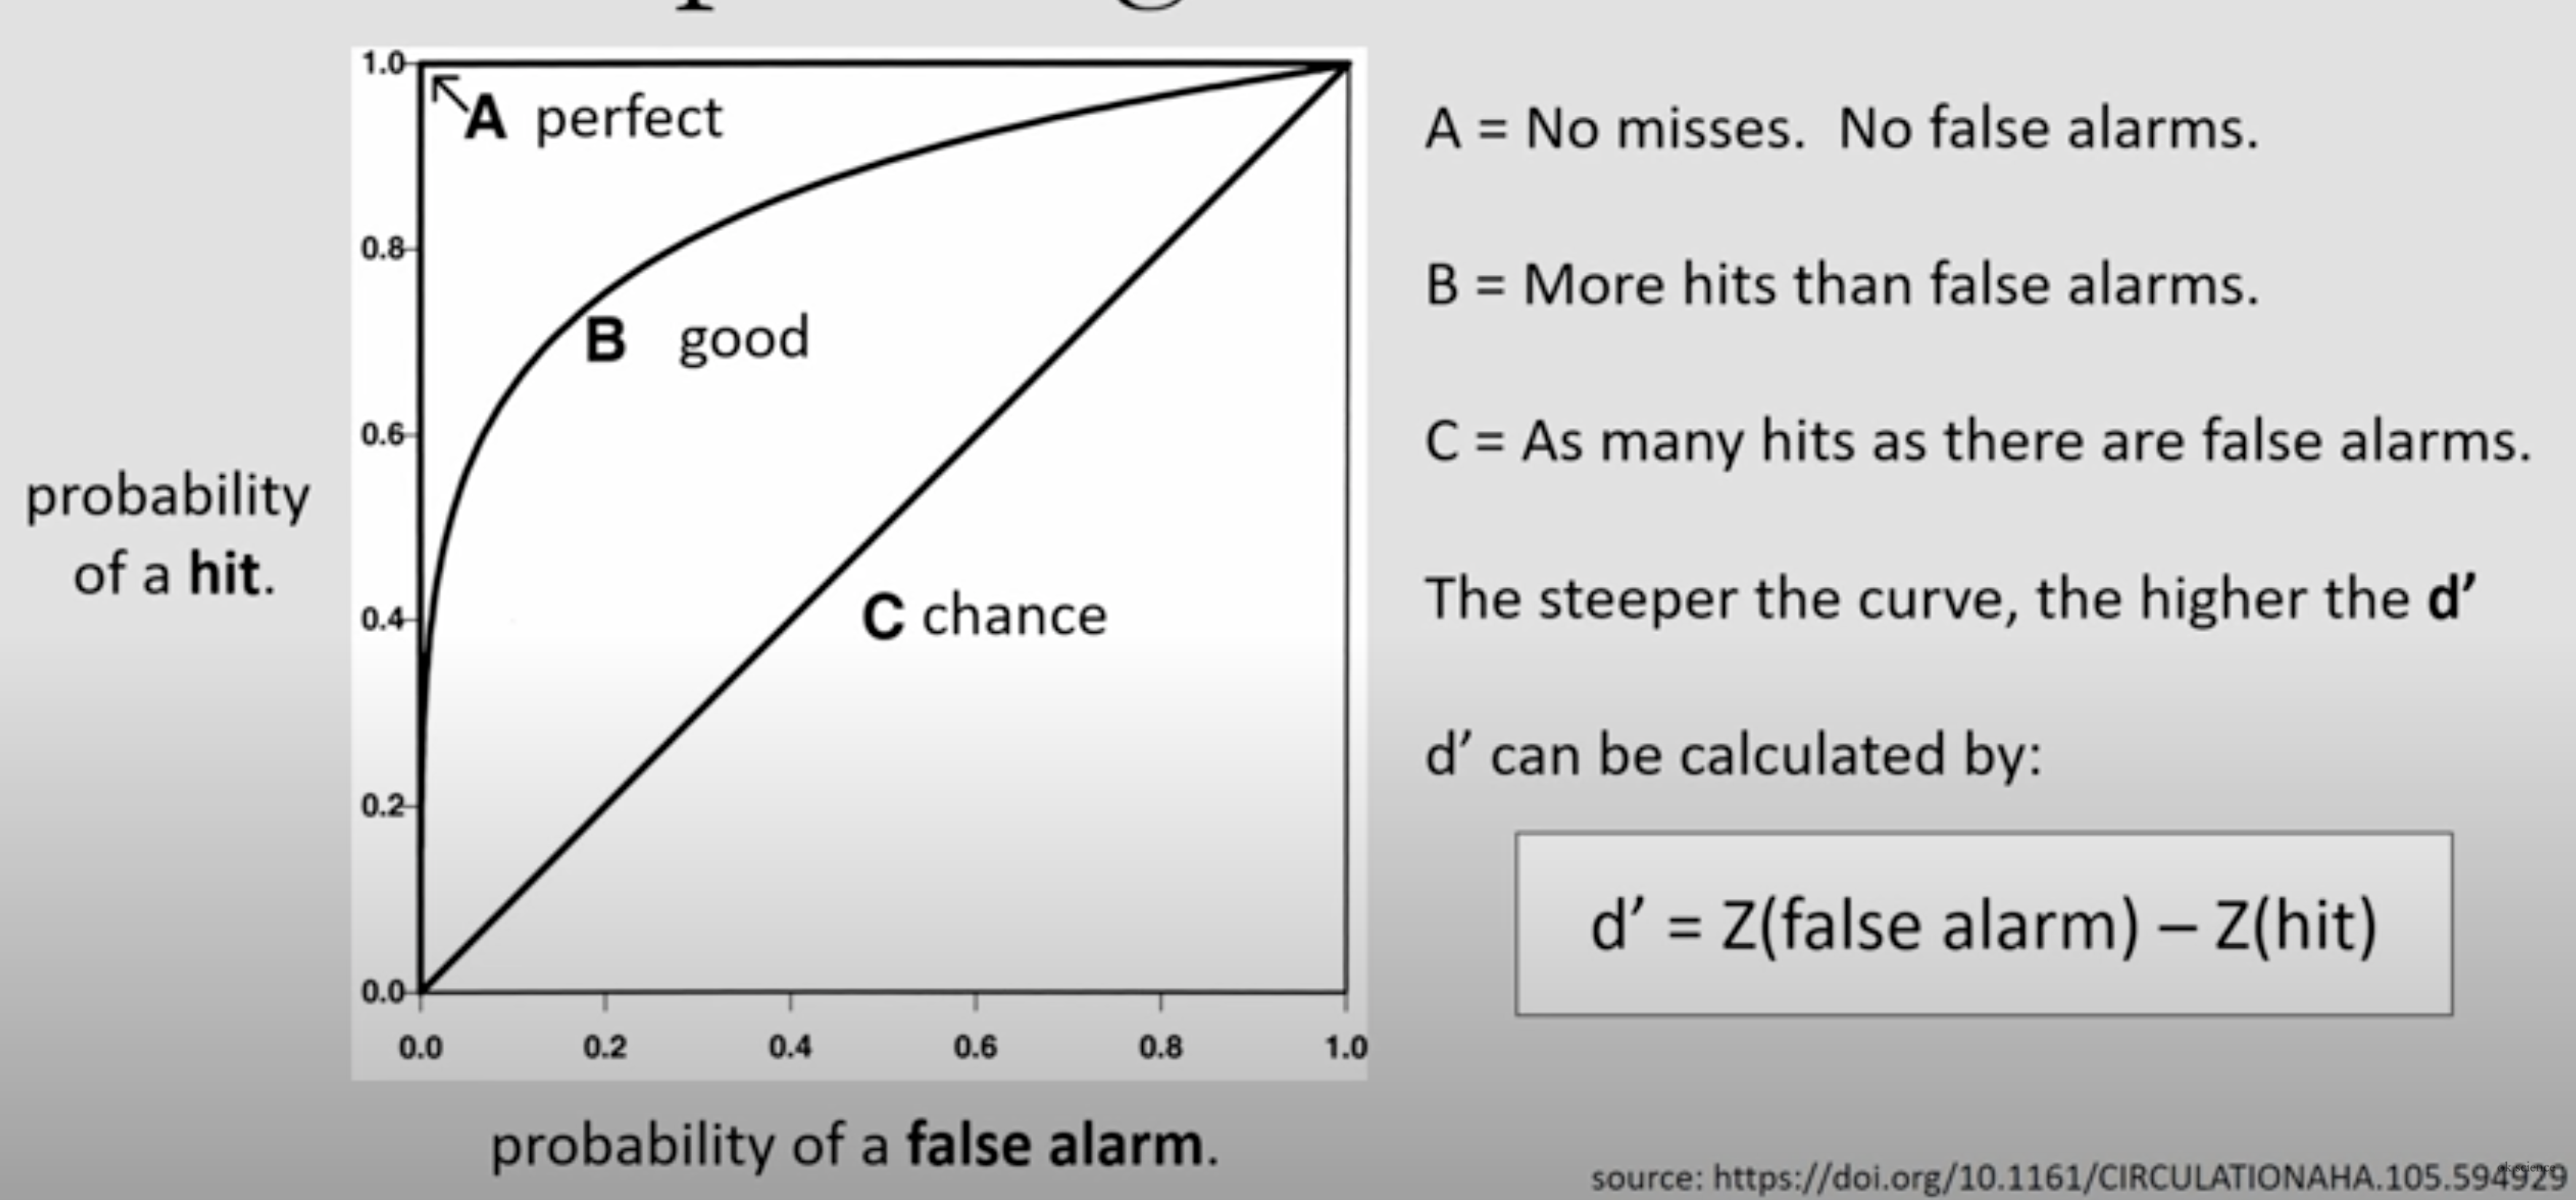 1.0
A perfect
0.8
B good
0.6
probability
of a hit.
0.4
C chance
0.2
0.0
0.0 0.2 0.4 0.6 0.8 1.0
probability of a false alarm.
A = No misses. No false alarms.
B = More hits than false alarms.
C = As many hits as there are false alarms.
The steeper the curve, the higher the d’
d’ can be calculated by:
d’ = Z(false alarm) – Z(hit)
source: https://doi.org/10.1161/CIRCULATIONAHA.105.594929